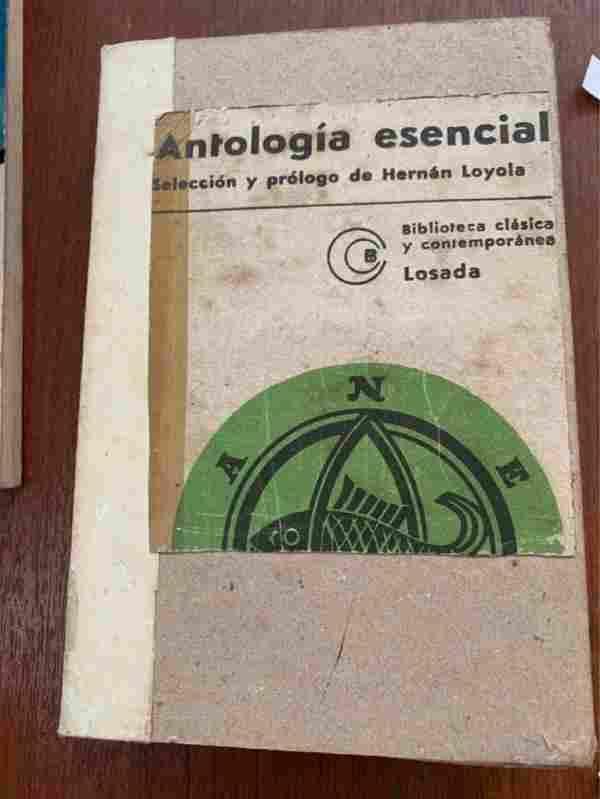 Antología esencial
Selección y prólogo de Hernán Loyola
B
Biblioteca clásica
y contemporánea
Losada
N
A
E